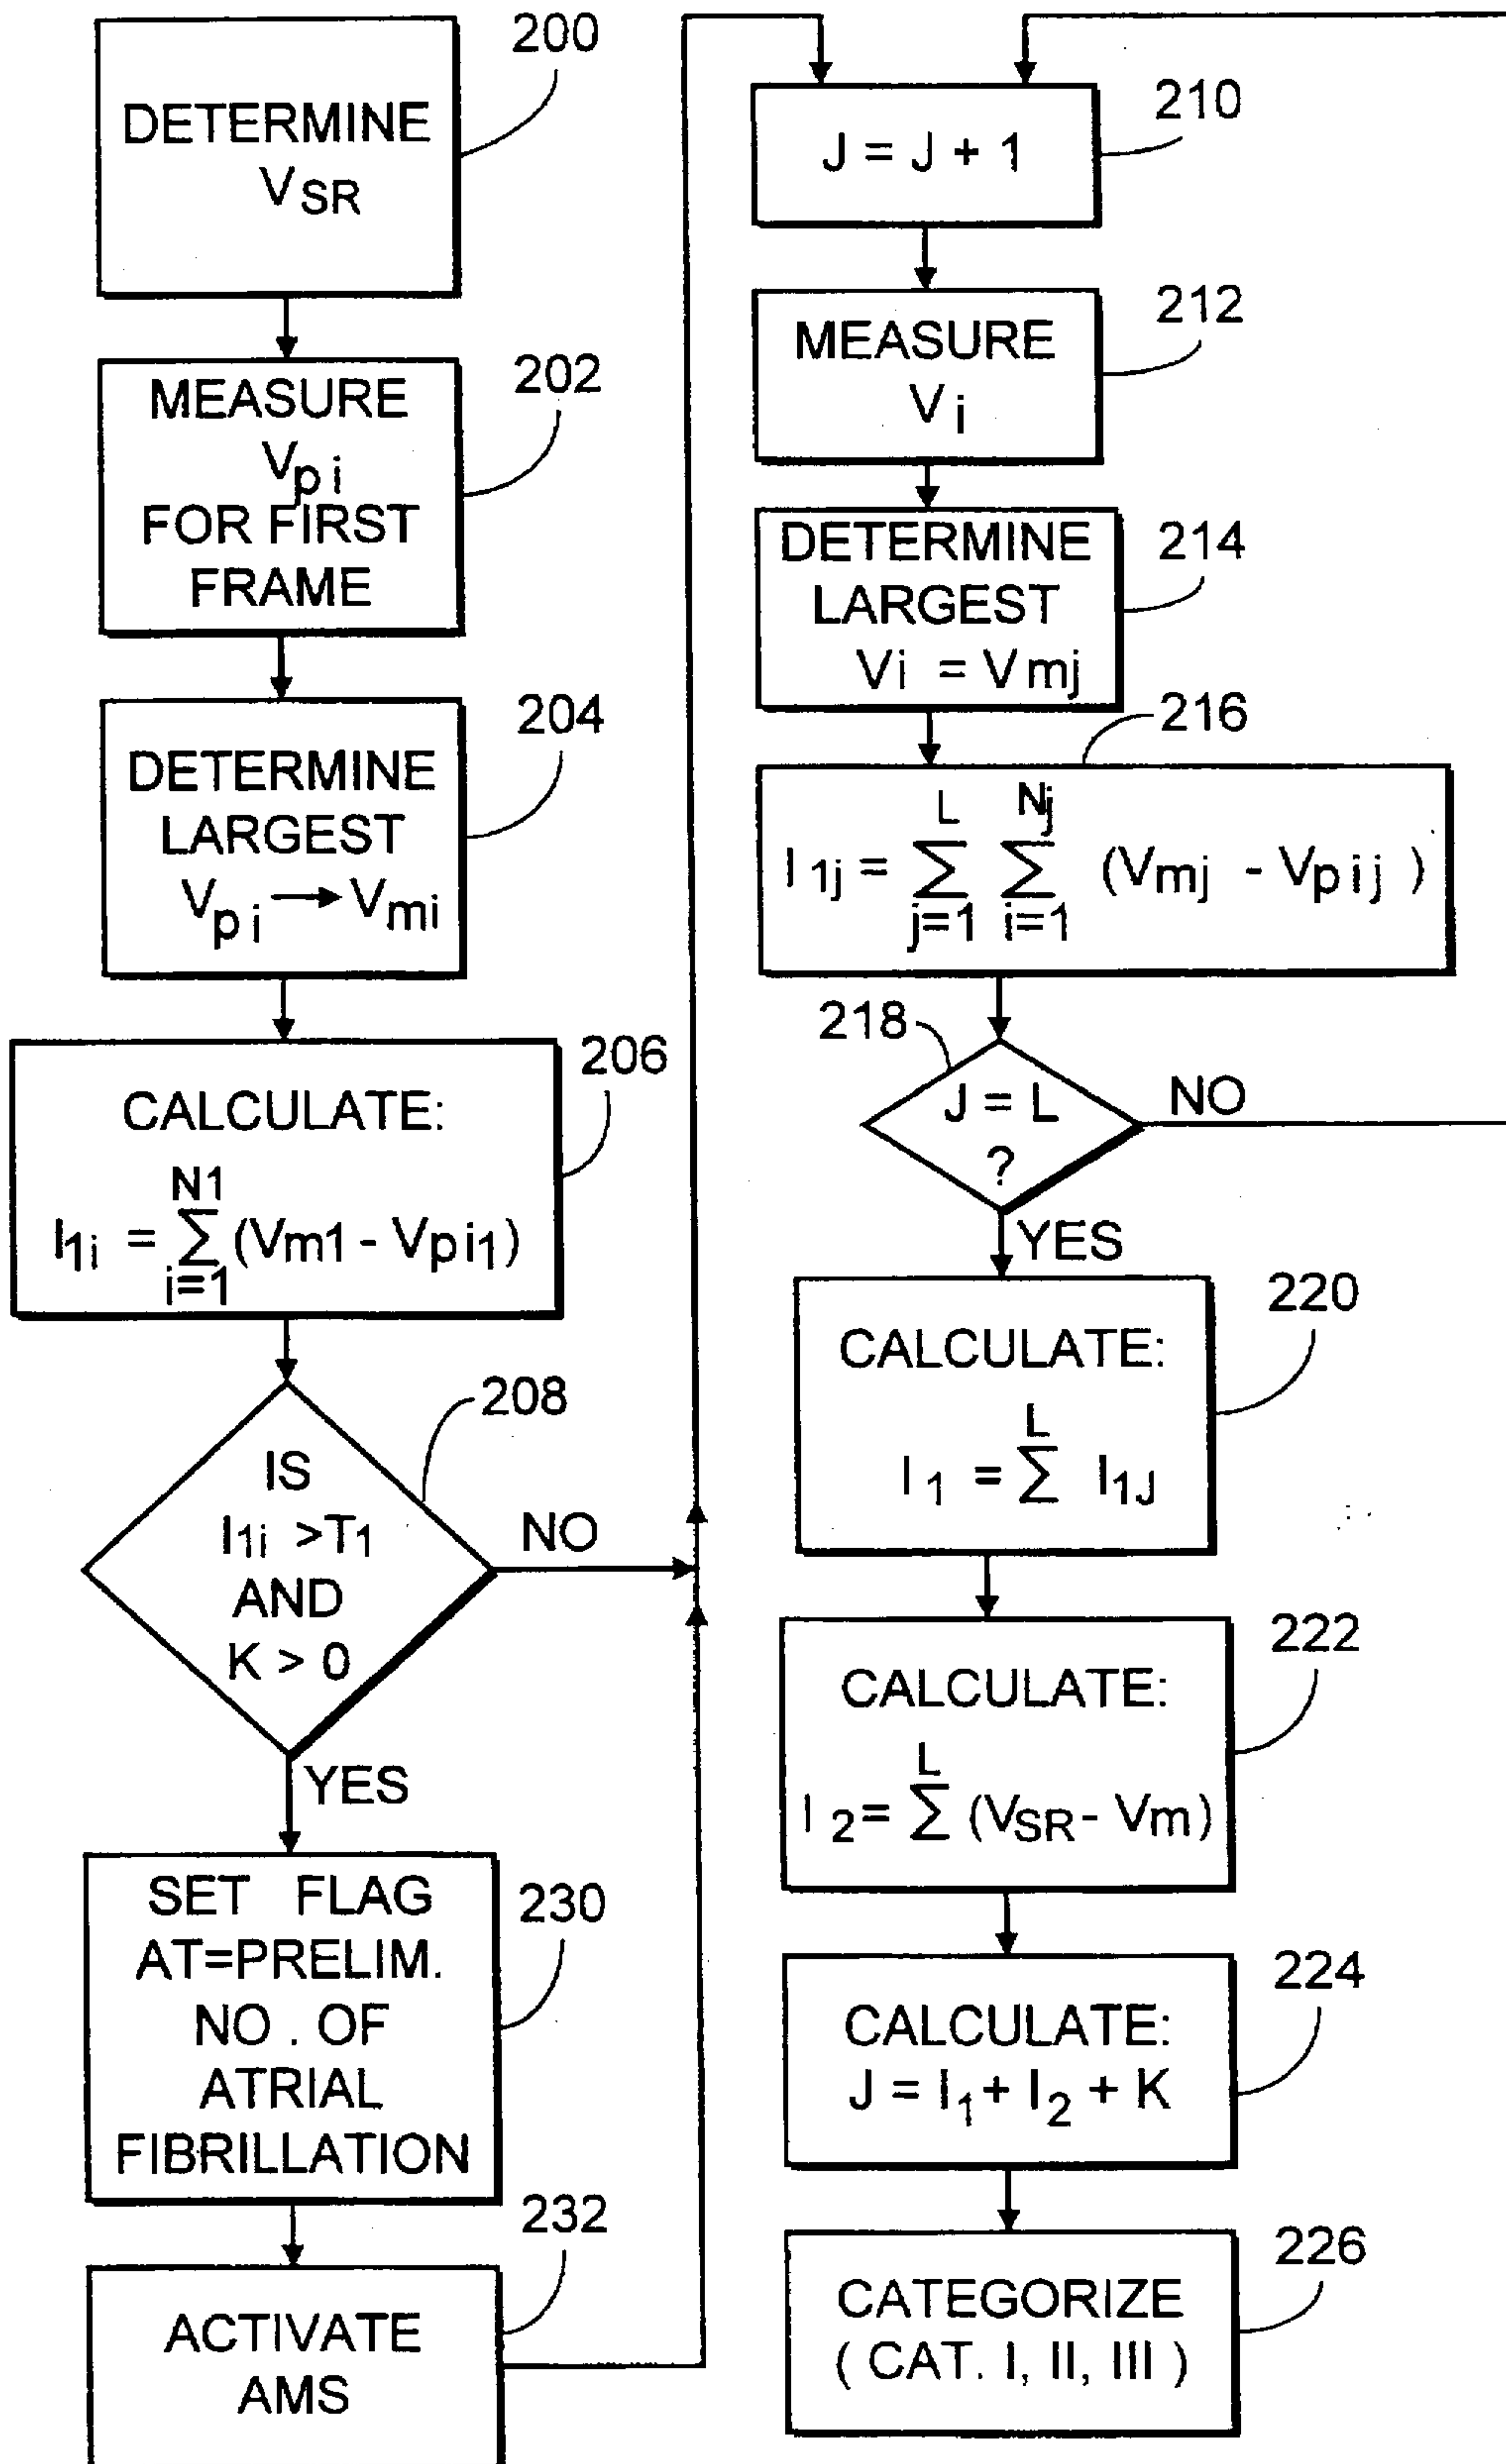 200
DETERMINE
VSR
202
MEASURE
Vpi
FOR FIRST
FRAME
204
DETERMINE
LARGEST
Vpi → Vmi
206
CALCULATE:
N1
I1i = ∑ (Vm1 - Vpi1)
i=1
208
IS
I1i >T1
AND
K > 0
NO
YES
230
SET FLAG
AT=PRELIM.
NO . OF
ATRIAL
FIBRILLATION
232
ACTIVATE
AMS
210
J = J + 1
212
MEASURE
Vi
214
DETERMINE
LARGEST
Vi = Vmj
216
L Nj
I1j = ∑ ∑ (Vmj - Vpij )
j=1 i=1
218
J = L
?
NO
YES
220
CALCULATE:
L
I1 = ∑ I1J
222
CALCULATE:
L
I2= ∑ (VSR- Vm)
224
CALCULATE:
J = I1+ I2 + K
226
CATEGORIZE
( CAT. I, II, III )